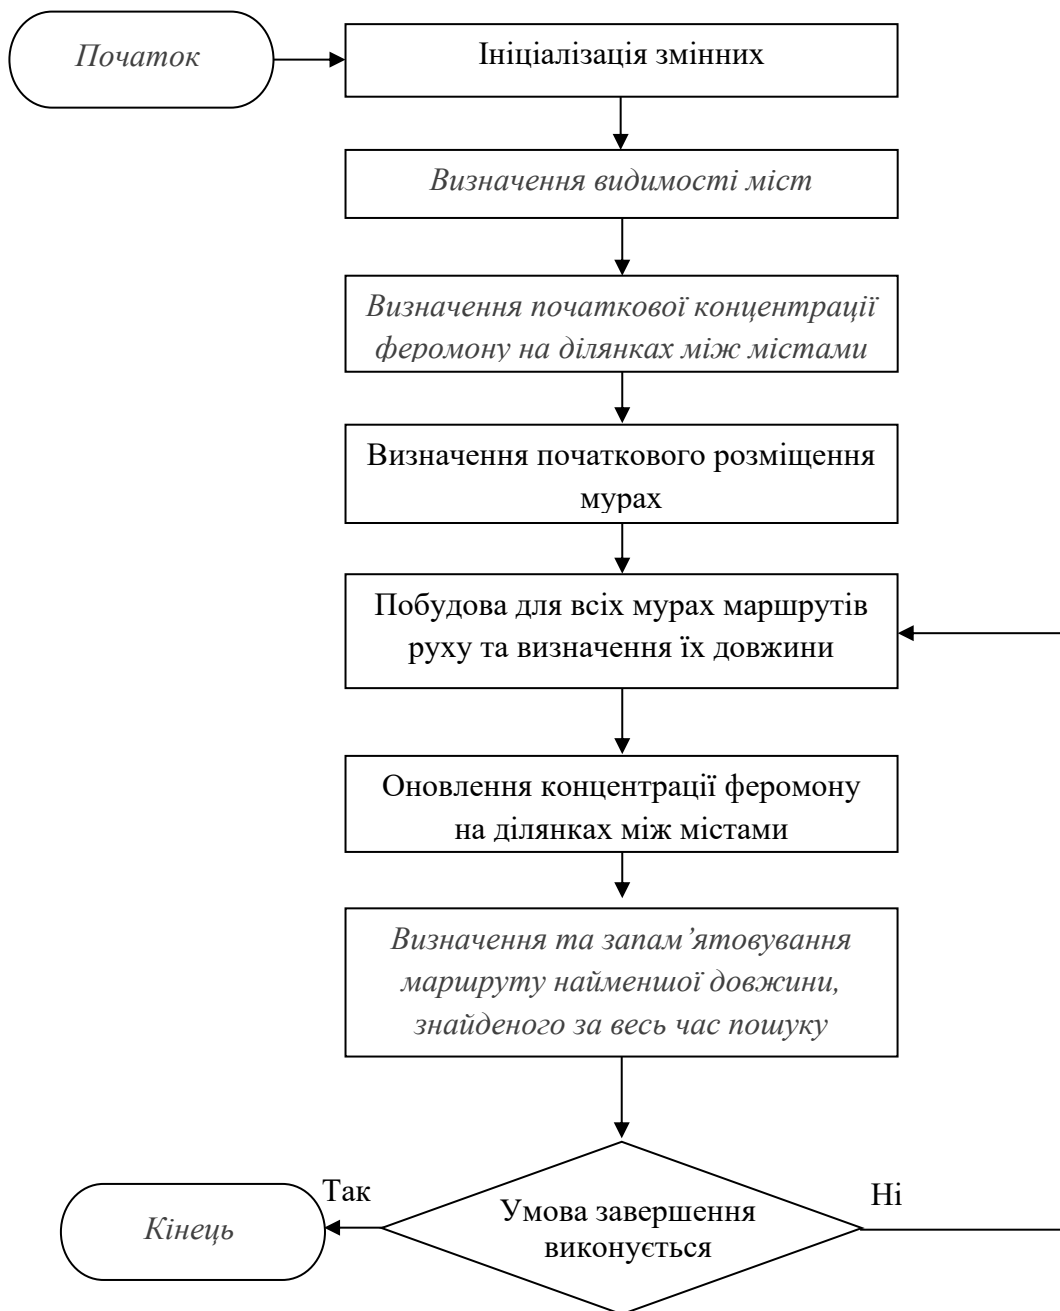 Початок
Ініціалізація змінних
Визначення видимості міст
Визначення початкової концентрації
феромону на ділянках між містами
Визначення початкового розміщення
мурах
Побудова для всіх мурах маршрутів
руху та визначення їх довжини
Оновлення концентрації феромону
на ділянках між містами
Визначення та запам’ятовування
маршруту найменшої довжини,
знайденого за весь час пошуку
Так
Умова завершення
виконується
Ні
Кінець